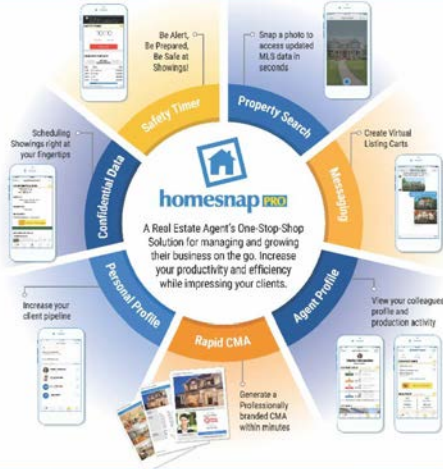 Be Alert,
Be Prepared,
Be Safe at
Showings!
Safety Timer
Snap a photo to
access updated
MLS data in
seconds
Property Search
Create Virtual
Listing Carts
Messaging
View your colleagues
profile and
production activity
Agent Profile
Generate a
Professionally
branded CMA
within minutes
Rapid CMA
Increase your
client pipeline
Personal Profile
Scheduling
Showings right at
your fingertips
Confidential Data
homesnap PRO
A Real Estate Agent's One-Stop-Shop
Solution for managing and growing
their business on the go. Increase
your productivity and efficiency
while impressing your clients.